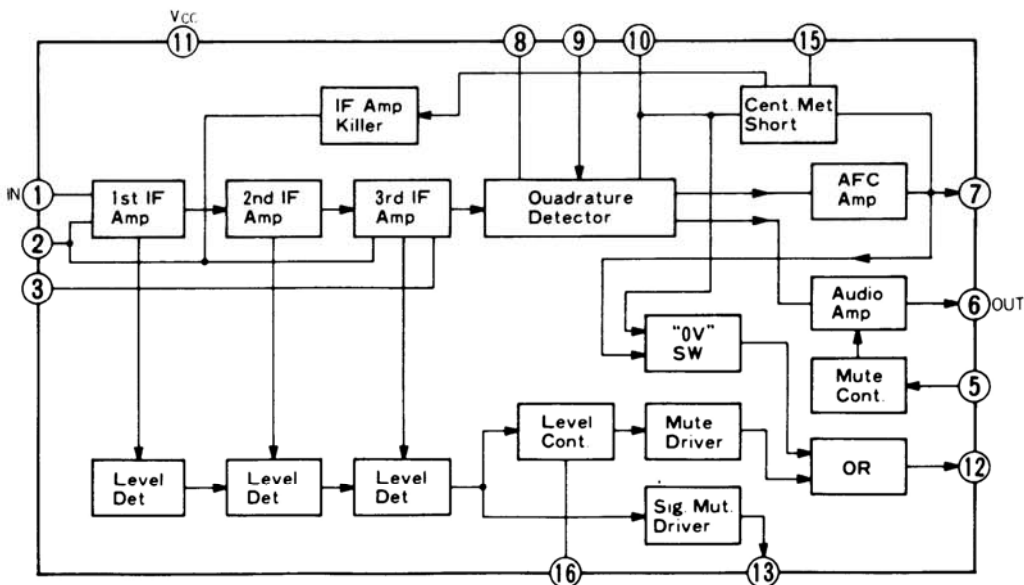 VCC
11
8
9
10
15
IF Amp
Killer
Cent. Met
Short
IN
1
1st IF
Amp
2nd IF
Amp
3rd IF
Amp
Quadrature
Detector
AFC
Amp
7
2
3
Audio
Amp
6
OUT
"0V"
SW
Mute
Cont.
5
Level
Cont.
Mute
Driver
OR
12
Level
Det
Level
Det
Level
Det
Sig. Mut.
Driver
16
13